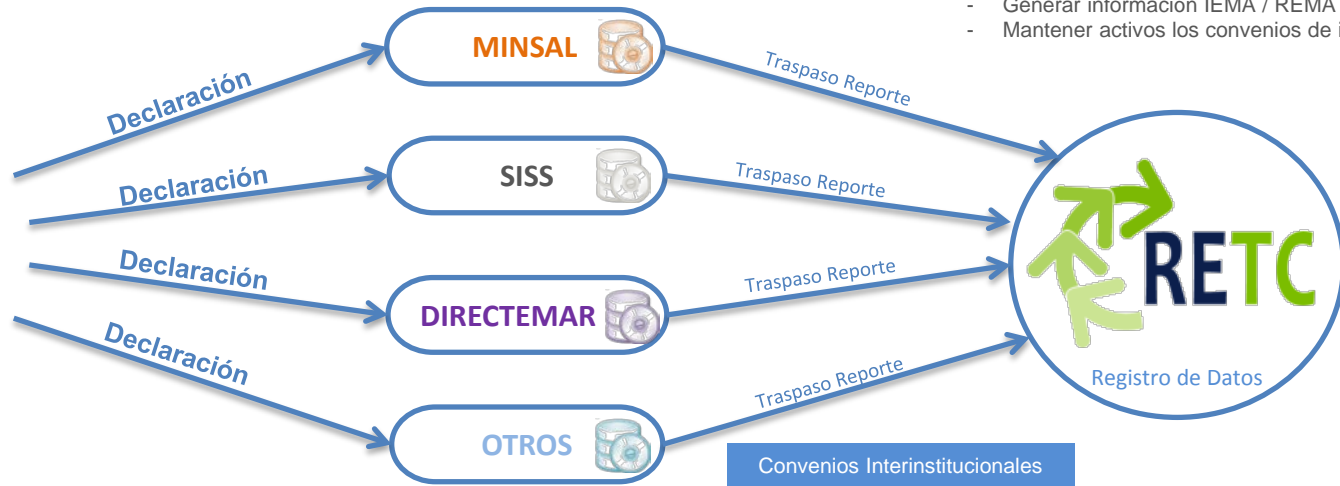 - Generar información IEMA / REMA
- Mantener activos los convenios de
Declaración
MINSAL
Traspaso Reporte
Declaración
SISS
Traspaso Reporte
Declaración
DIRECTEMAR
Traspaso Reporte
Declaración
OTROS
Traspaso Reporte
RETC
Registro de Datos
Convenios Interinstitucionales